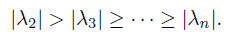 |λ₂| > |λ₃| ≥ ⋯ ≥ |λₙ|.